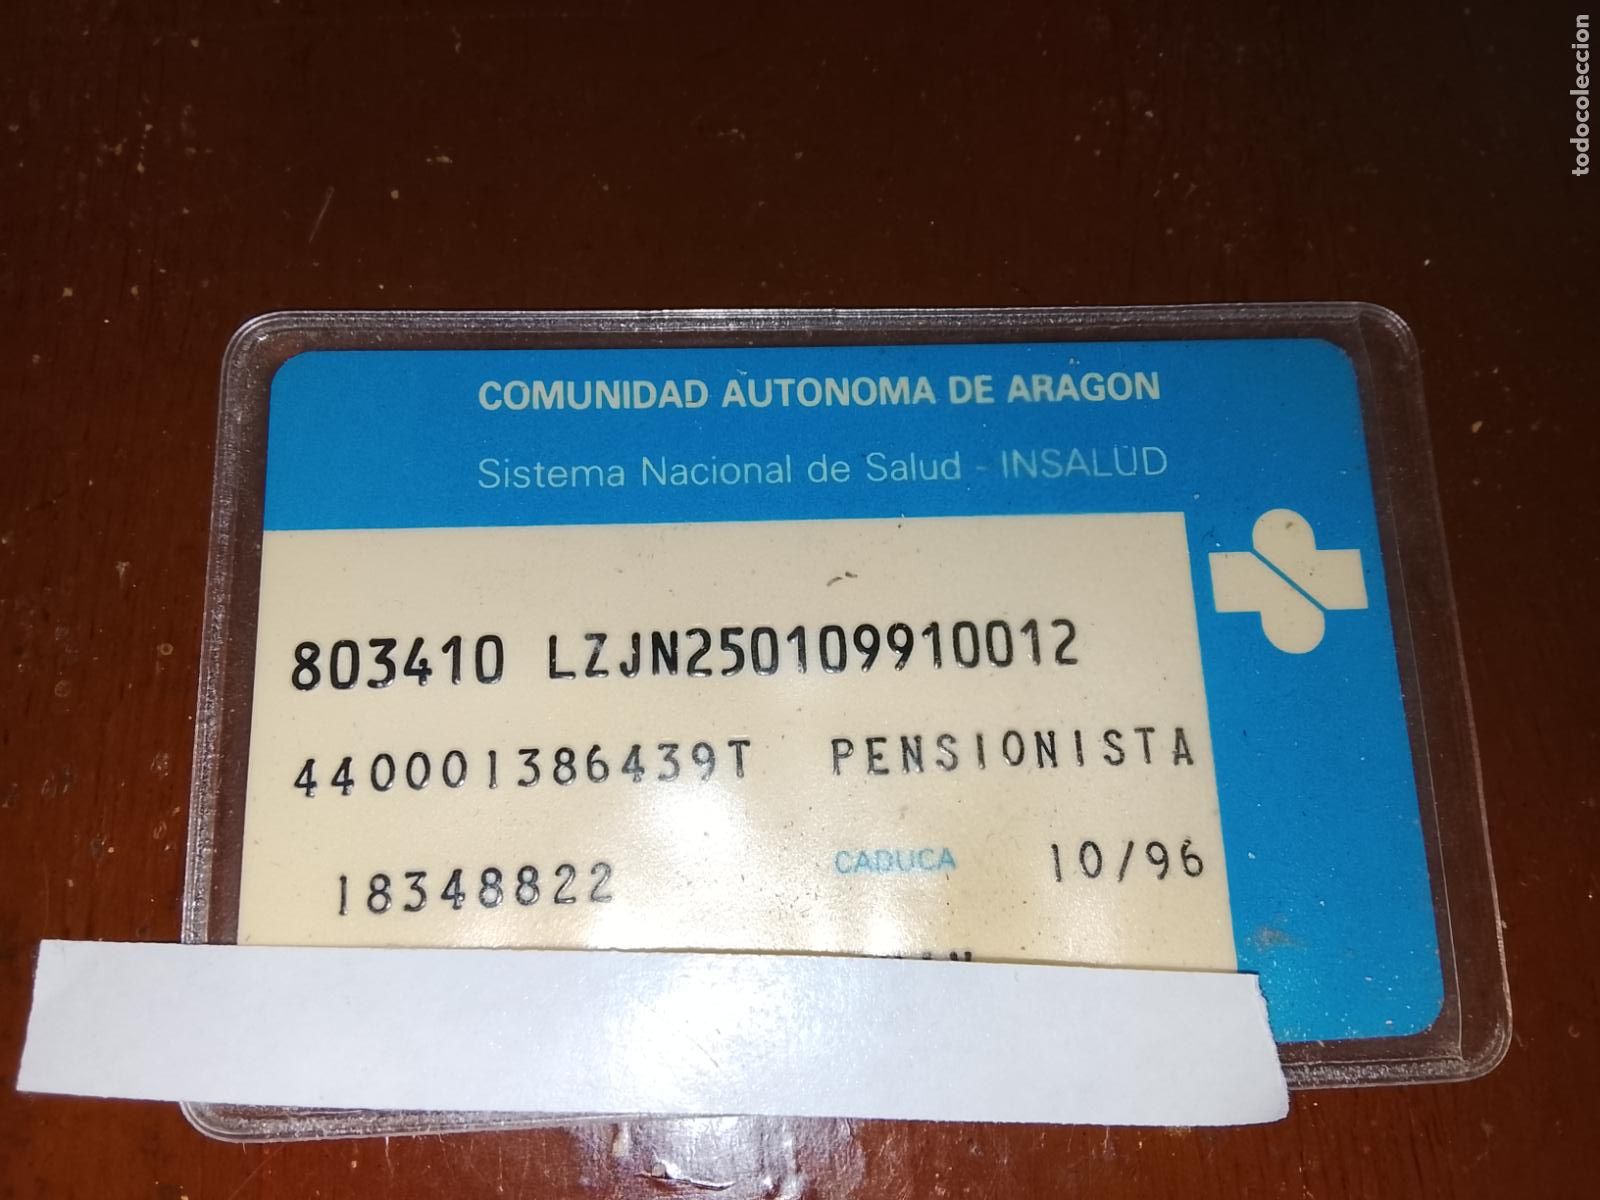 todocoleccion
COMUNIDAD AUTONOMA DE ARAGON
Sistema Nacional de Salud - INSALUD
803410 LZJN250109910012
440001386439T PENSIONISTA
18348822 CADUCA 10/96